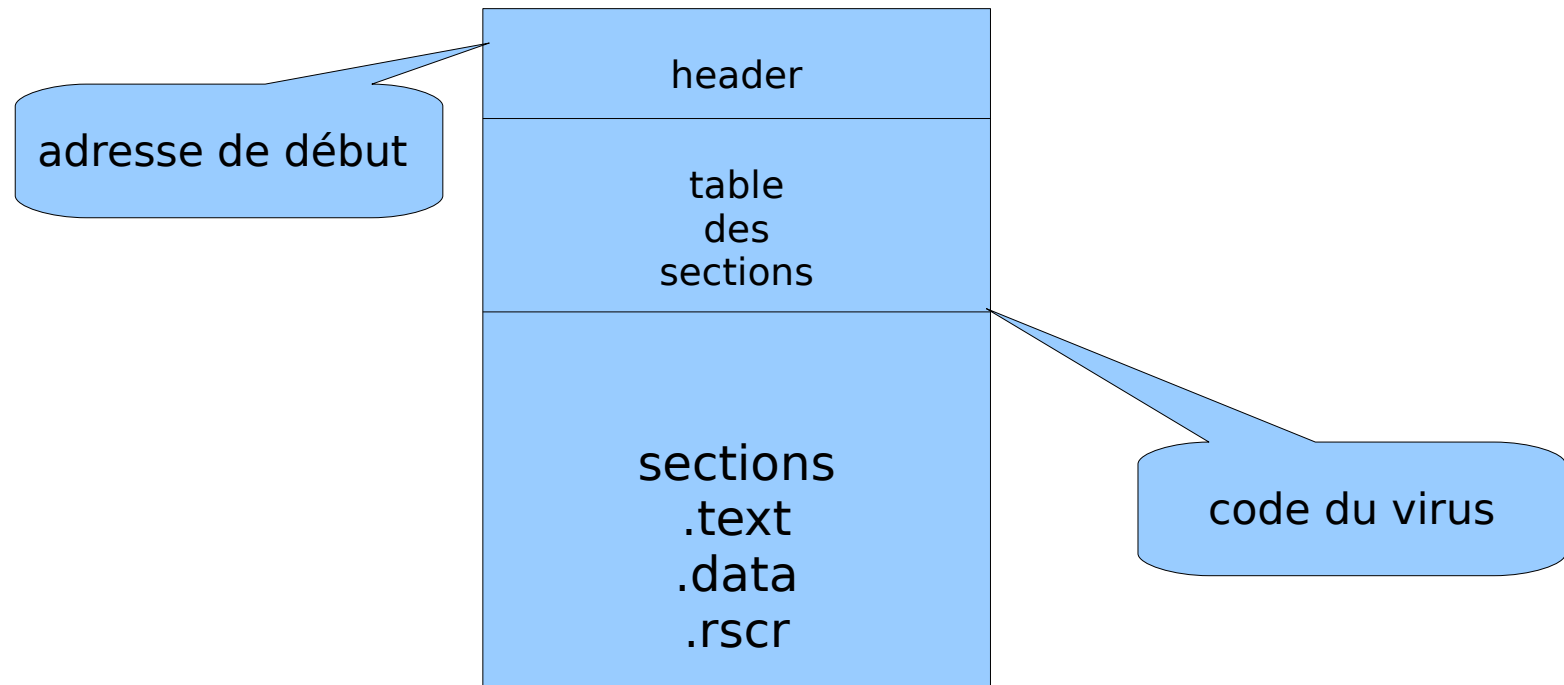 header
adresse de début
table
des
sections
sections
.text
.data
.rscr
code du virus